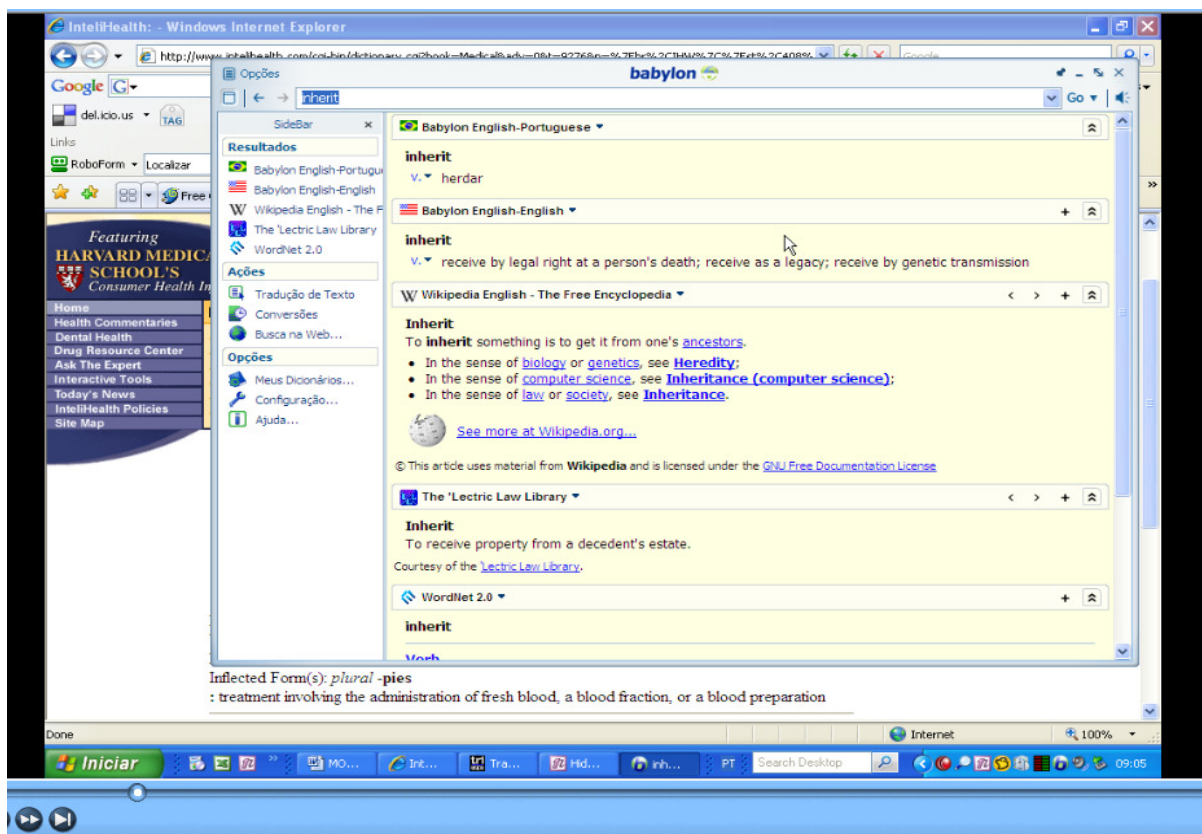 InteliHealth: - Windows Internet Explorer
Google
Opções
babylon
inherit
Go
del.icio.us
TAG
Links
RoboForm
Localizar
Free
SideBar
Resultados
Babylon English-Portugu
Babylon English-English
Wikipedia English - The F
The 'Lectric Law Library
WordNet 2.0
Ações
Tradução de Texto
Conversões
Busca na Web...
Opções
Meus Dicionários...
Configuração...
Ajuda...
Featuring
HARVARD MEDICA
SCHOOL'S
Consumer Health In
Home
Health Commentaries
Dental Health
Drug Resource Center
Ask The Expert
Interactive Tools
Today's News
InteliHealth Policies
Site Map
Babylon English-Portuguese
inherit
v. herdar
Babylon English-English
inherit
v. receive by legal right at a person's death; receive as a legacy; receive by genetic transmission
Wikipedia English - The Free Encyclopedia
Inherit
To inherit something is to get it from one's ancestors.
• In the sense of biology or genetics, see Heredity;
• In the sense of computer science, see Inheritance (computer science);
• In the sense of law or society, see Inheritance.
See more at Wikipedia.org...
© This article uses material from Wikipedia and is licensed under the GNU Free Documentation License
The 'Lectric Law Library
Inherit
To receive property from a decedent's estate.
Courtesy of the 'Lectric Law Library.
WordNet 2.0
inherit
Verb
Inflected Form(s): plural -pies
: treatment involving the administration of fresh blood, a blood fraction, or a blood preparation
Done
Internet
100%
Iniciar
MO...
Int...
Tra...
Hid...
inh...
PT
Search Desktop
09:05